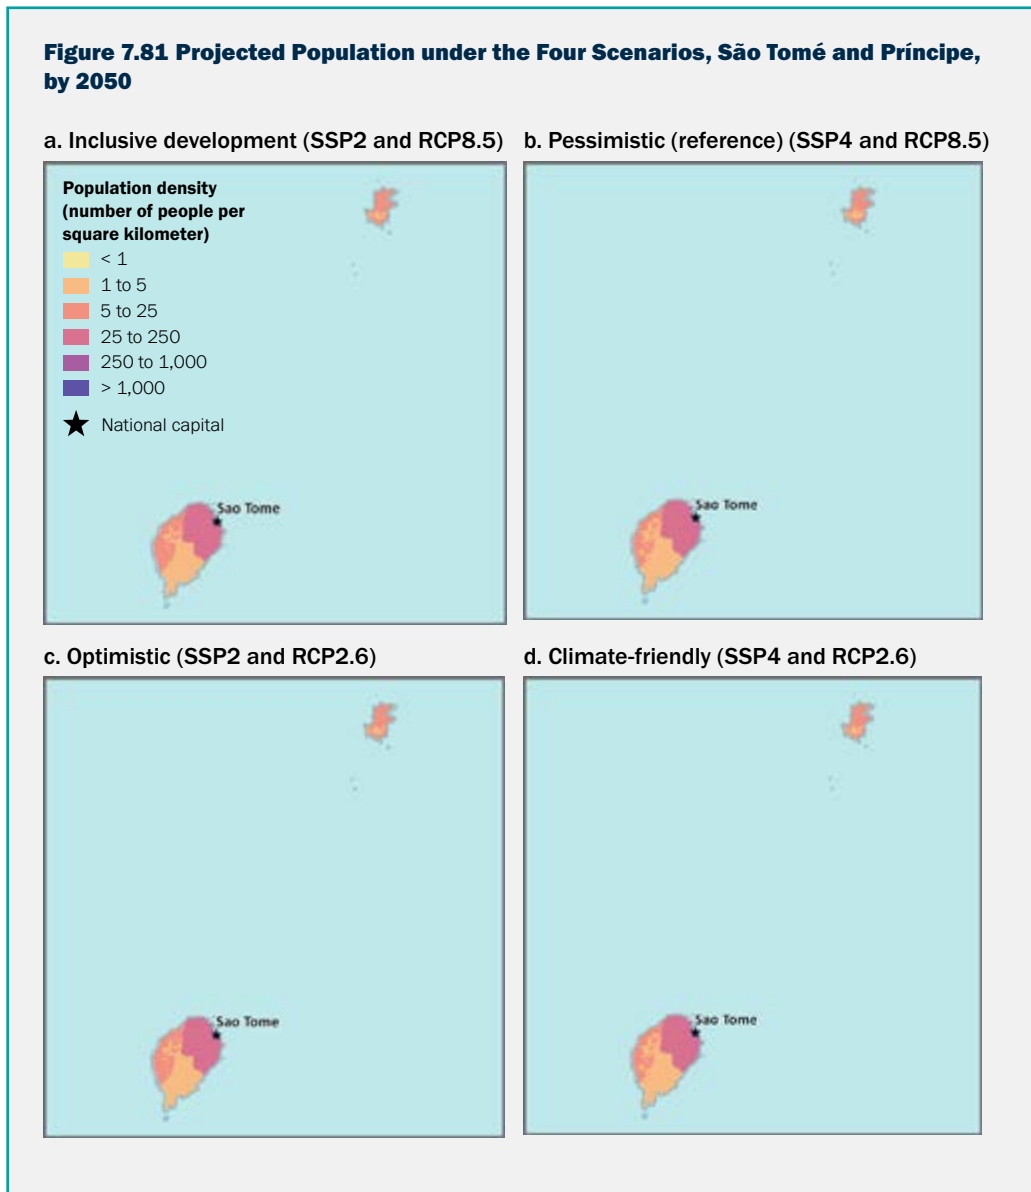 Figure 7.81 Projected Population under the Four Scenarios, São Tomé and Príncipe,
by 2050
a. Inclusive development (SSP2 and RCP8.5)
b. Pessimistic (reference) (SSP4 and RCP8.5)
Population density
(number of people per
square kilometer)
< 1
1 to 5
5 to 25
25 to 250
250 to 1,000
> 1,000
National capital
Sao Tome
Sao Tome
c. Optimistic (SSP2 and RCP2.6)
d. Climate-friendly (SSP4 and RCP2.6)
Sao Tome
Sao Tome